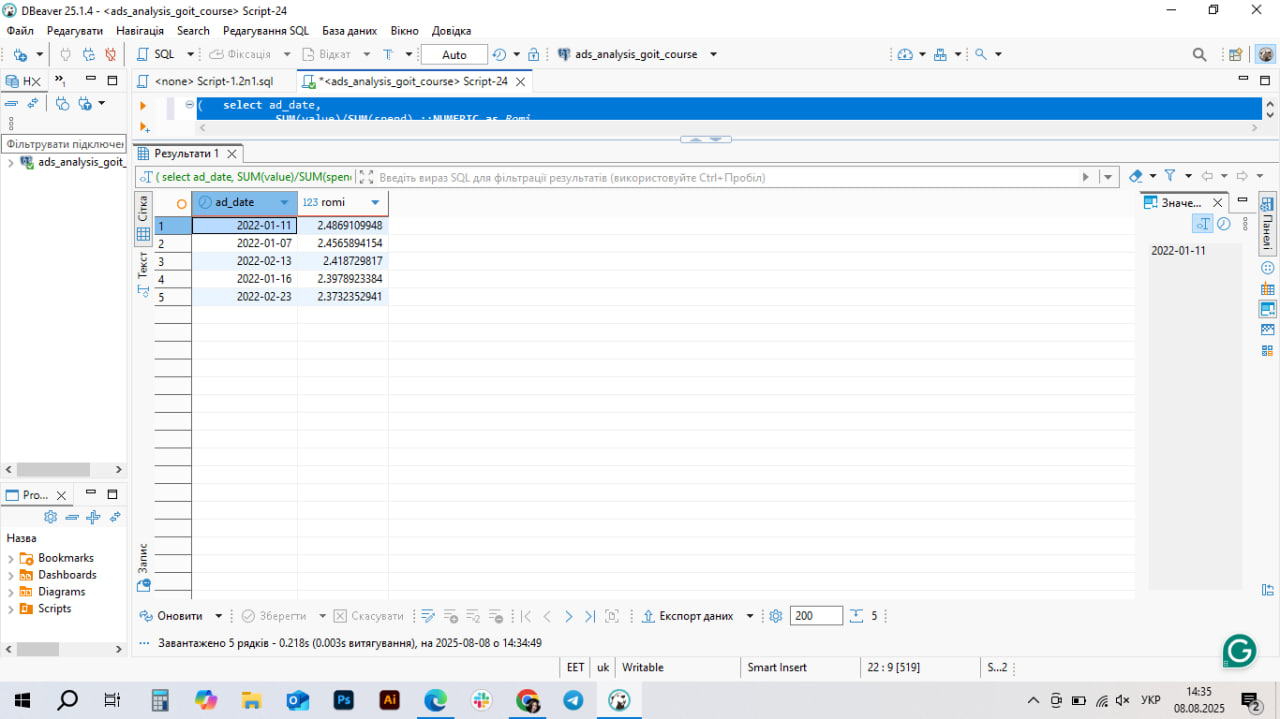 DBeaver 25.1.4 - <ads_analysis_goit_course> Script-24
Файл Редагувати Навігація Search Редагування SQL База даних Вікно Довідка
SQL Фіксація Відкат T Auto ads_analysis_goit_course
Н »1 <none> Script-1.2п1.sql *<ads_analysis_goit_course> Script-24
( select ad_date,
SUM(value)/SUM(spend) ::NUMERIC as Romi
Фільтрувати підключен
ads_analysis_goit_
Результати 1
( select ad_date, SUM(value)/SUM(spen Введіть вираз SQL для фільтрації результатів (використовуйте Ctrl+Пробіл)
Сітка
Текст
Запис
ad_date 123 romi
1 2022-01-11 2.4869109948
2 2022-01-07 2.4565894154
3 2022-02-13 2.418729817
4 2022-01-16 2.3978923384
5 2022-02-23 2.3732352941
Значе...
2022-01-11
Панелі
Pro...
Назва
Bookmarks
Dashboards
Diagrams
Scripts
Оновити Зберегти Скасувати Експорт даних 200 5
Завантажено 5 рядків - 0.218s (0.003s витягування), на 2025-08-08 о 14:34:49
EET uk Writable Smart Insert 22 : 9 [519] S...2
Ps Ai УКР 14:35
08.08.2025 2